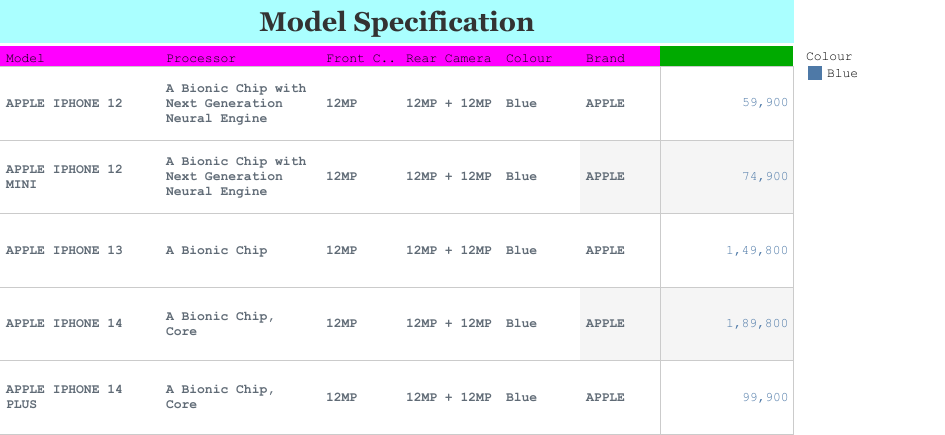 Model Specification
Model Processor Front C.. Rear Camera Colour Brand
Colour
Blue
APPLE IPHONE 12 A Bionic Chip with Next Generation Neural Engine 12MP 12MP + 12MP Blue APPLE 59,900
APPLE IPHONE 12 MINI A Bionic Chip with Next Generation Neural Engine 12MP 12MP + 12MP Blue APPLE 74,900
APPLE IPHONE 13 A Bionic Chip 12MP 12MP + 12MP Blue APPLE 1,49,800
APPLE IPHONE 14 A Bionic Chip, Core 12MP 12MP + 12MP Blue APPLE 1,89,800
APPLE IPHONE 14 PLUS A Bionic Chip, Core 12MP 12MP + 12MP Blue APPLE 99,900